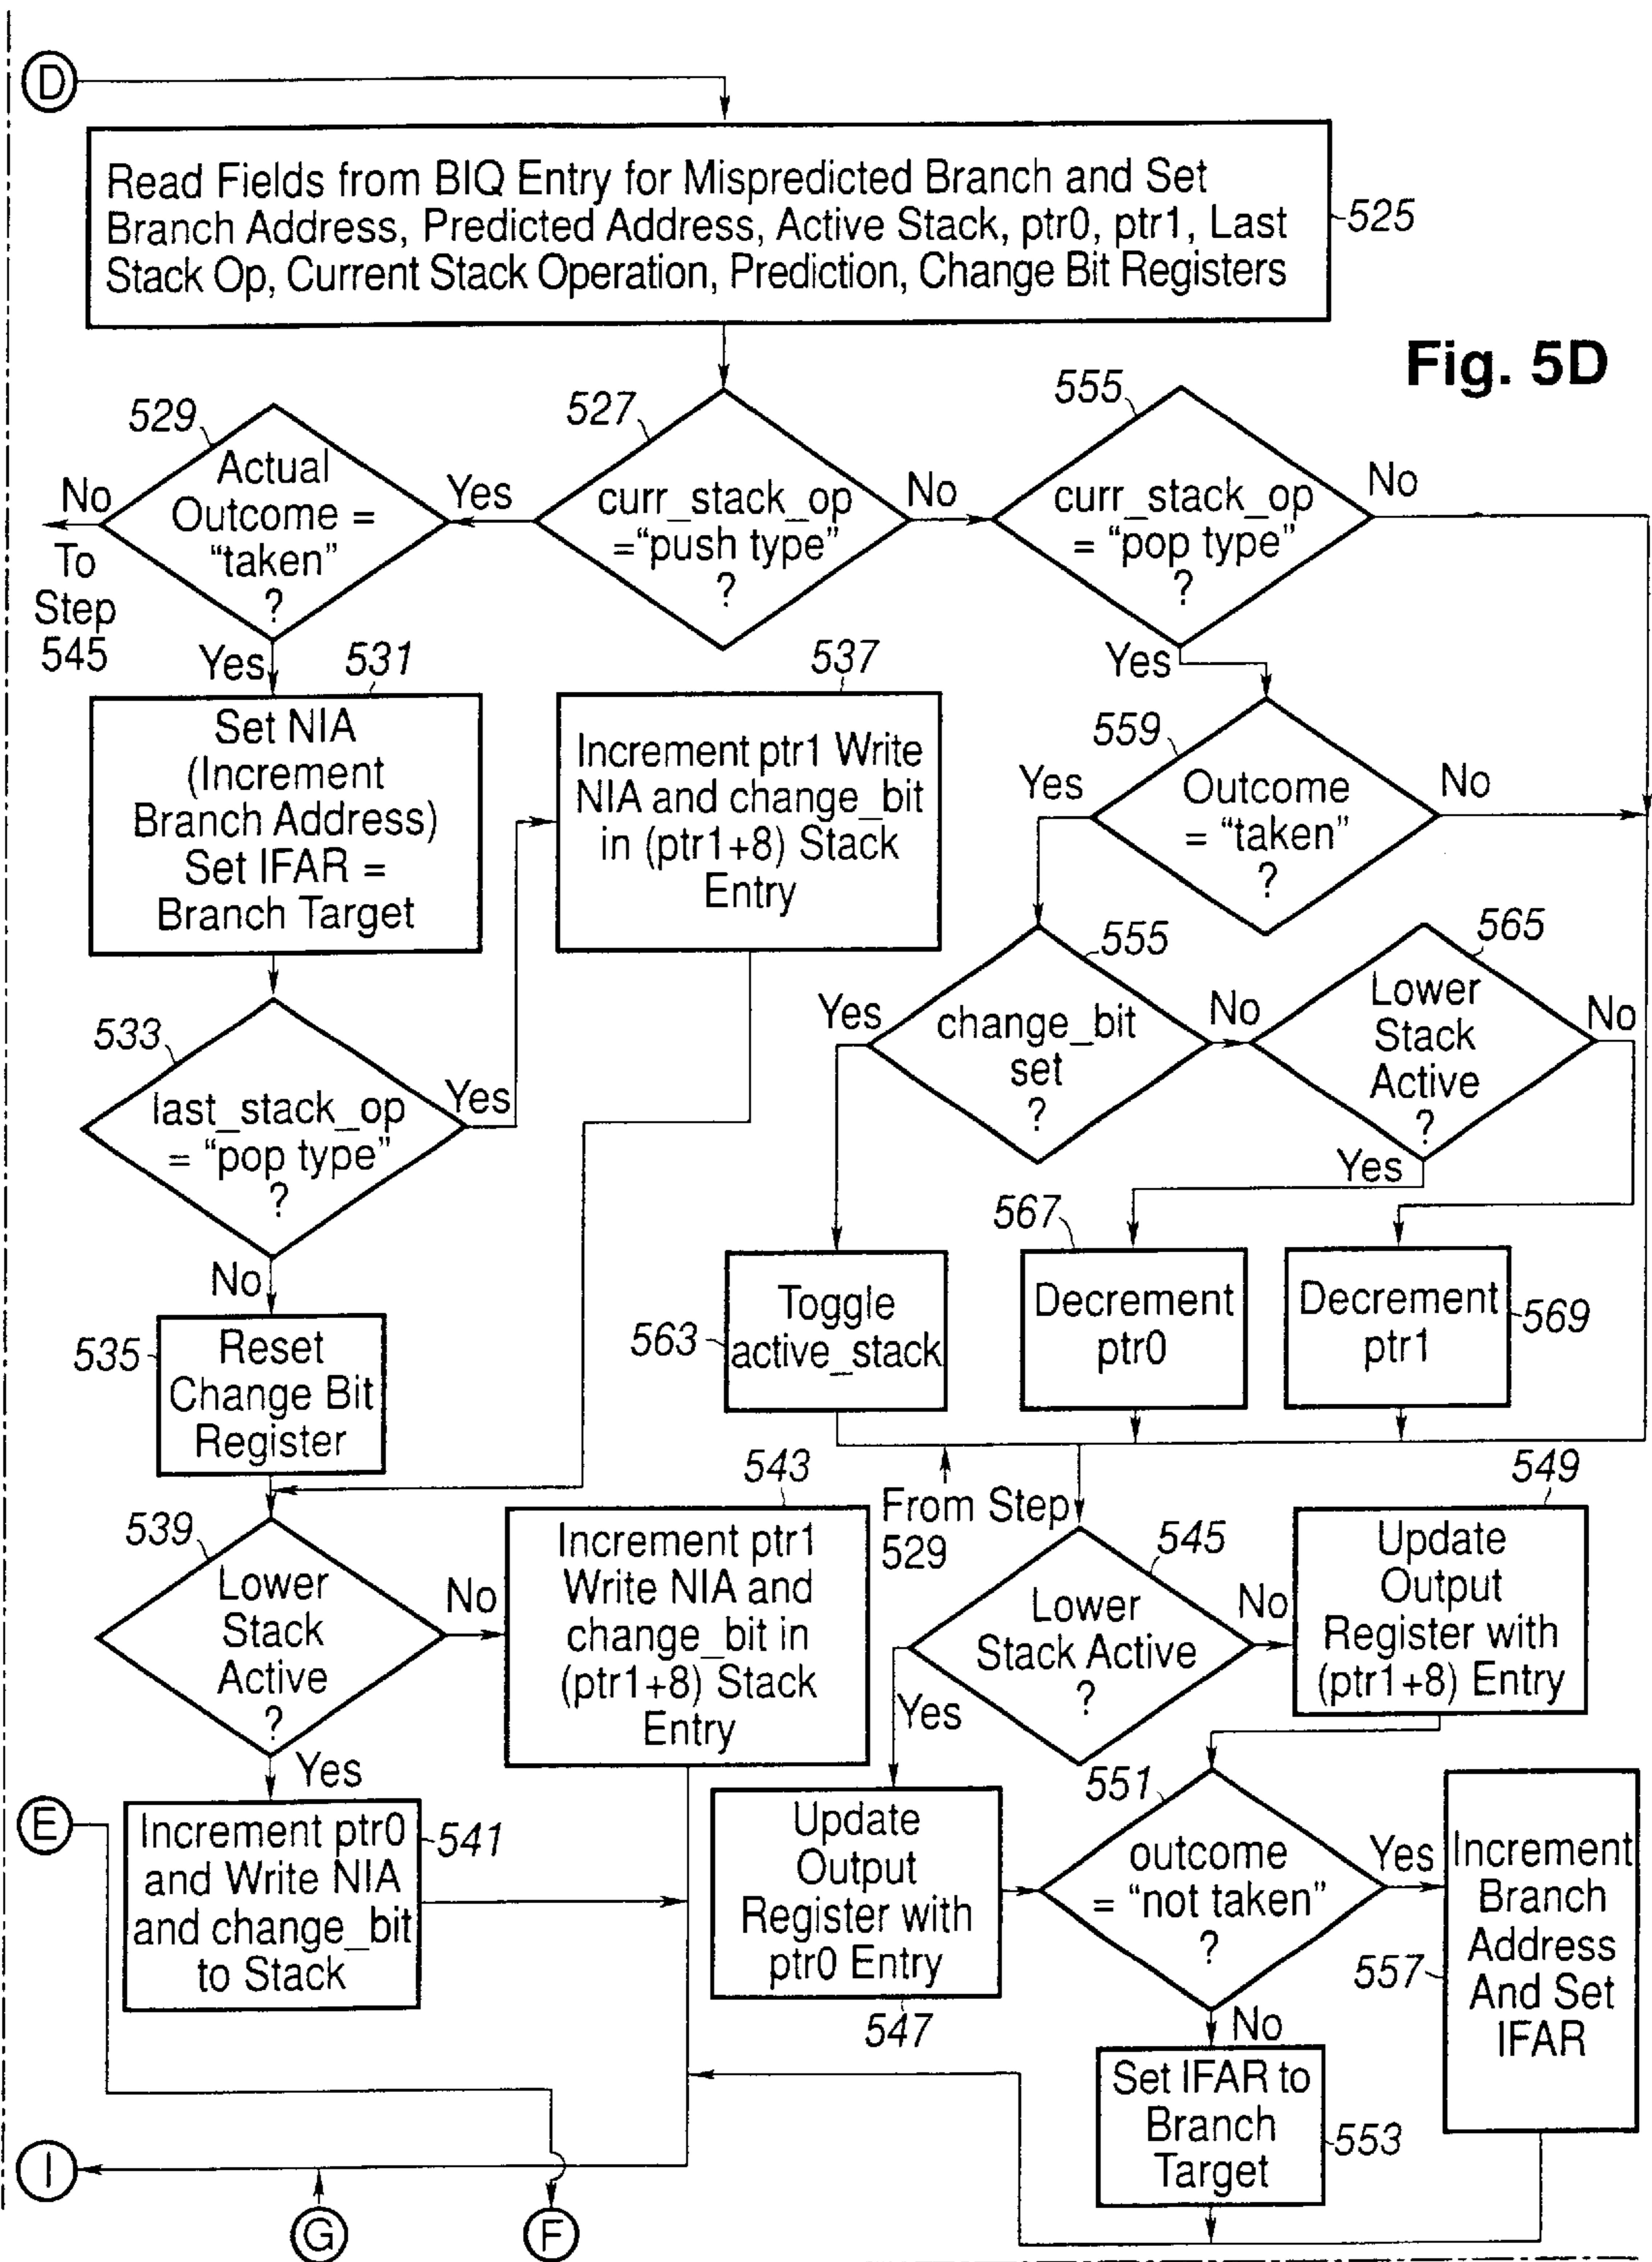 D
Read Fields from BIQ Entry for Mispredicted Branch and Set
Branch Address, Predicted Address, Active Stack, ptr0, ptr1, Last
Stack Op, Current Stack Operation, Prediction, Change Bit Registers
525
Fig. 5D
529
Actual
Outcome =
“taken”
?
No
To
Step
545
Yes
527
curr_stack_op
=“push type”
?
Yes
No
555
curr_stack_op
= “pop type”
?
No
Yes
531
Set NIA
(Increment
Branch Address)
Set IFAR =
Branch Target
537
Increment ptr1 Write
NIA and change_bit
in (ptr1+8) Stack
Entry
559
Outcome
= “taken”
?
Yes
No
533
last_stack_op
= “pop type”
?
Yes
No
555
change_bit
set
?
Yes
No
565
Lower
Stack
Active
?
No
Yes
535
Reset
Change Bit
Register
563
Toggle
active_stack
567
Decrement
ptr0
Decrement
ptr1
569
539
Lower
Stack
Active
?
No
Yes
543
Increment ptr1
Write NIA and
change_bit in
(ptr1+8) Stack
Entry
From Step
529
545
Lower
Stack Active
?
No
Yes
549
Update
Output
Register with
(ptr1+8) Entry
E
Increment ptr0
and Write NIA
and change_bit
to Stack
541
Update
Output
Register with
ptr0 Entry
547
551
outcome
= “not taken”
?
Yes
No
Increment
Branch
Address
And Set
IFAR
557
Set IFAR to
Branch
Target
553
I
G
F